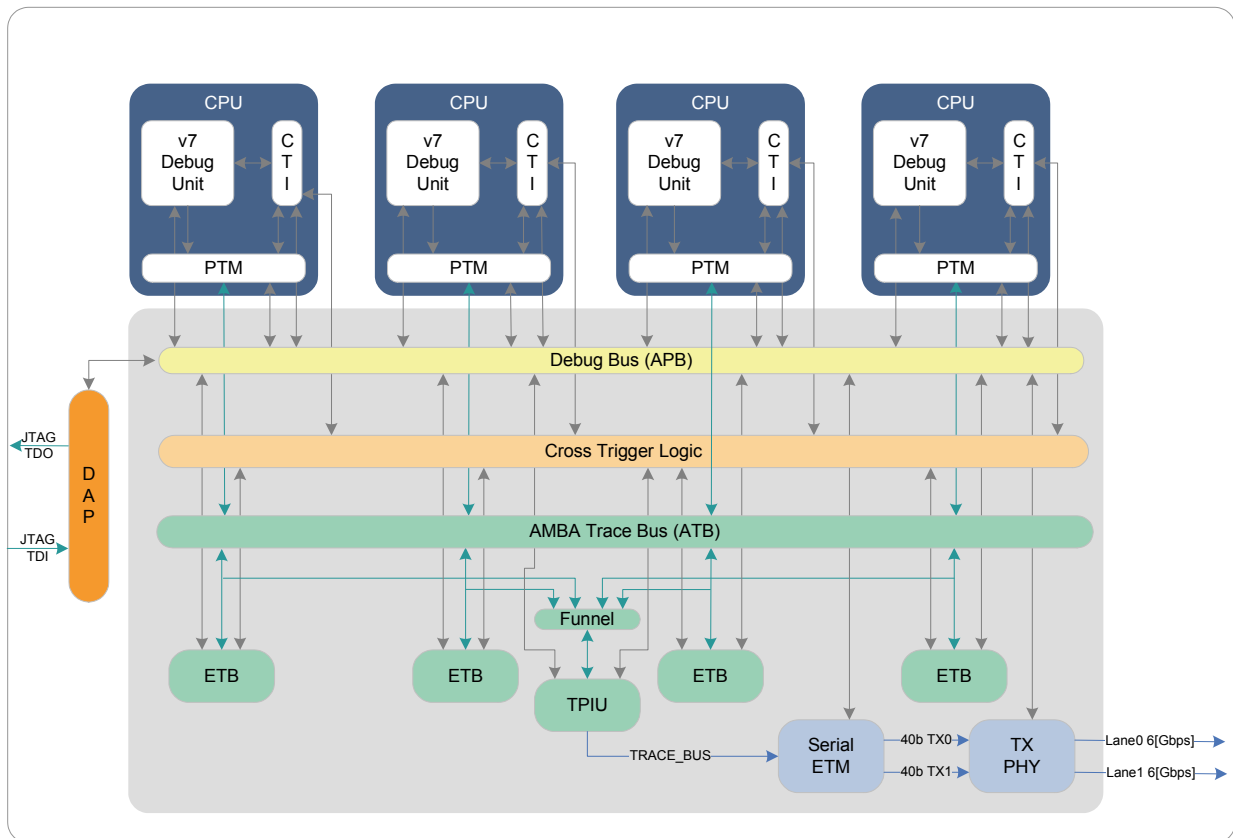 CPU
v7
Debug
Unit
C
T
I
PTM
CPU
v7
Debug
Unit
C
T
I
PTM
CPU
v7
Debug
Unit
C
T
I
PTM
CPU
v7
Debug
Unit
C
T
I
PTM
Debug Bus (APB)
JTAG
TDO
D
A
P
JTAG
TDI
Cross Trigger Logic
AMBA Trace Bus (ATB)
Funnel
ETB
ETB
TPIU
ETB
ETB
TRACE_BUS
Serial
ETM
40b TX0
40b TX1
TX
PHY
Lane0 6[Gbps]
Lane1 6[Gbps]